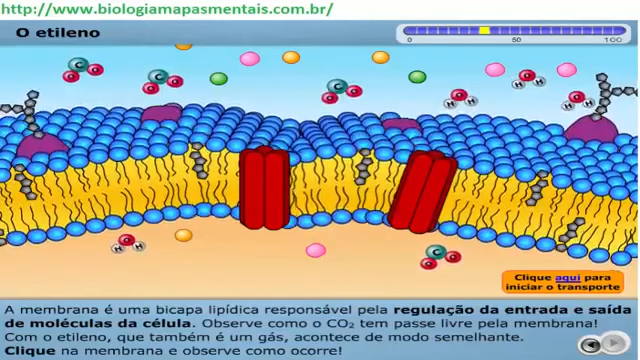 http://www.biologiamapasmentais.com.br/
O etileno
0 50 100
C
C
C
H H
H H
H H
H H
C
Clique aqui para
iniciar o transporte
A membrana é uma bicapa lipídica responsável pela regulação da entrada e saída
de moléculas da célula. Observe como o CO₂ tem passe livre pela membrana!
Com o etileno, que também é um gás, acontece de modo semelhante.
Clique na membrana e observe como ocorre!